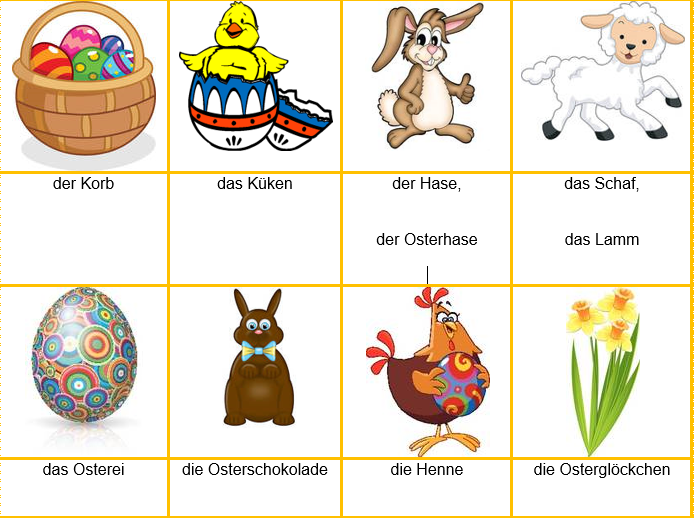 der Korb
das Küken
der Hase,
der Osterhase
das Schaf,
das Lamm
das Osterei
die Osterschokolade
die Henne
die Osterglöckchen